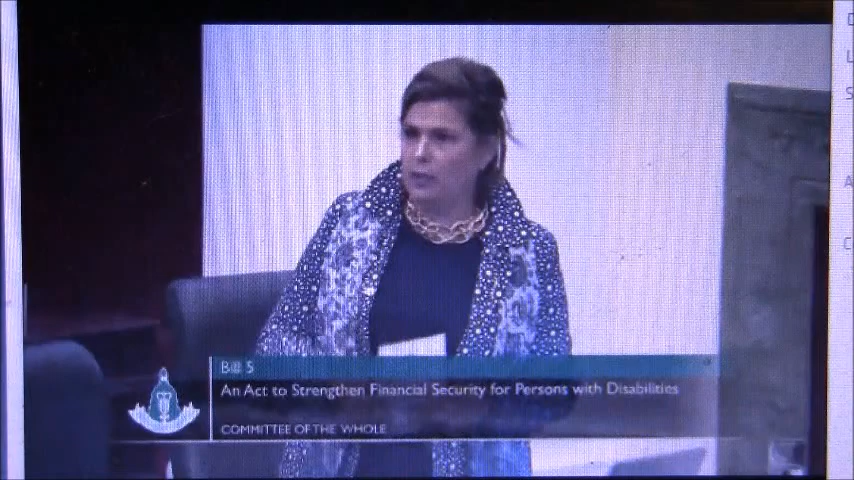 Bill 5
An Act to Strengthen Financial Security for Persons with Disabilities
COMMITTEE OF THE WHOLE